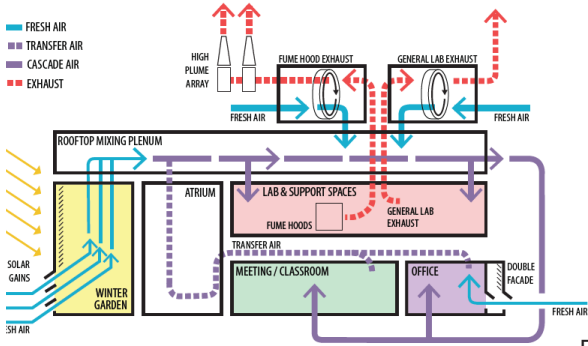 FRESH AIR
TRANSFER AIR
CASCADE AIR
EXHAUST
HIGH
PLUME
ARRAY
FUME HOOD EXHAUST
GENERAL LAB EXHAUST
FRESH AIR
FRESH AIR
ROOFTOP MIXING PLENUM
ATRIUM
LAB & SUPPORT SPACES
FUME HOODS
GENERAL LAB
EXHAUST
TRANSFER AIR
SOLAR
GAINS
WINTER
GARDEN
MEETING / CLASSROOM
OFFICE
DOUBLE
FACADE
FRESH AIR
ESH AIR